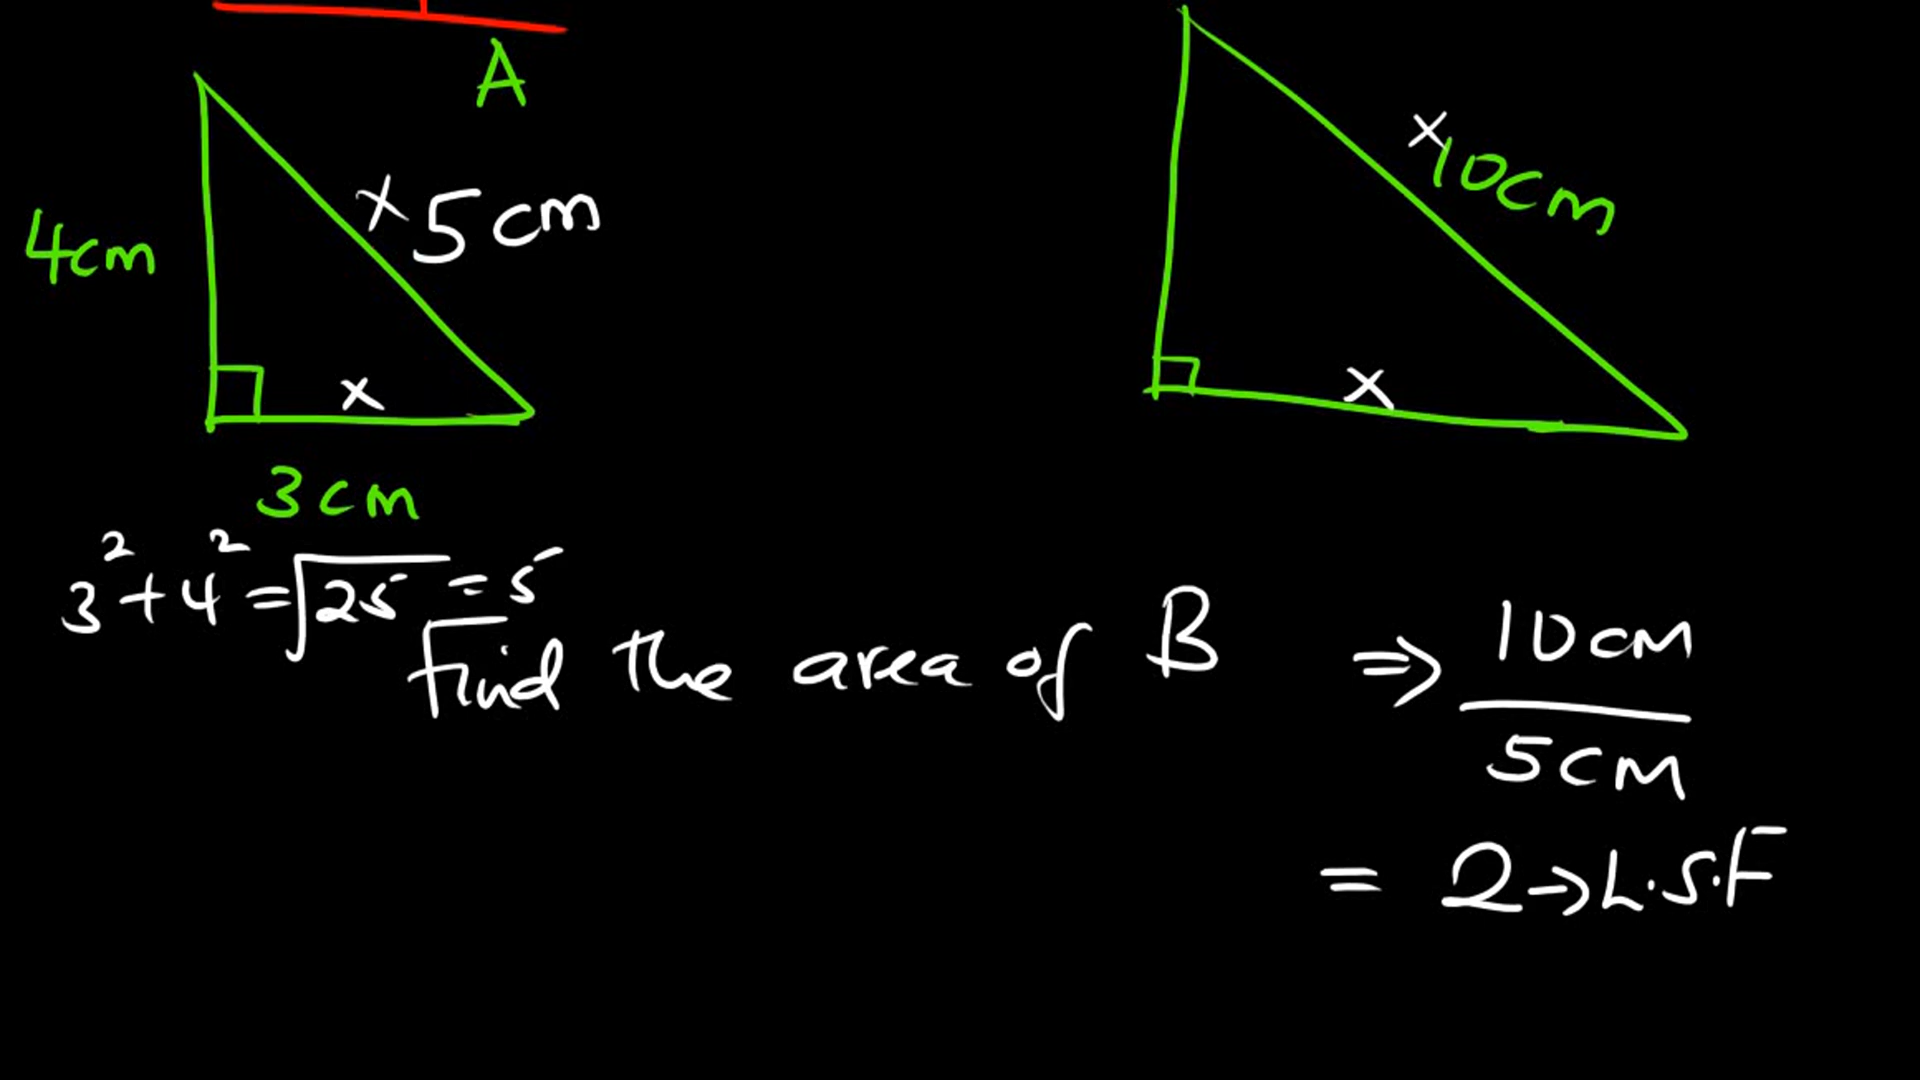 A
4cm
x 5cm
x
3cm
x 10cm
x
3² + 4² = √25 = 5
Find the area of B ⇒ 10cm
5cm
= 2 → L.S.F